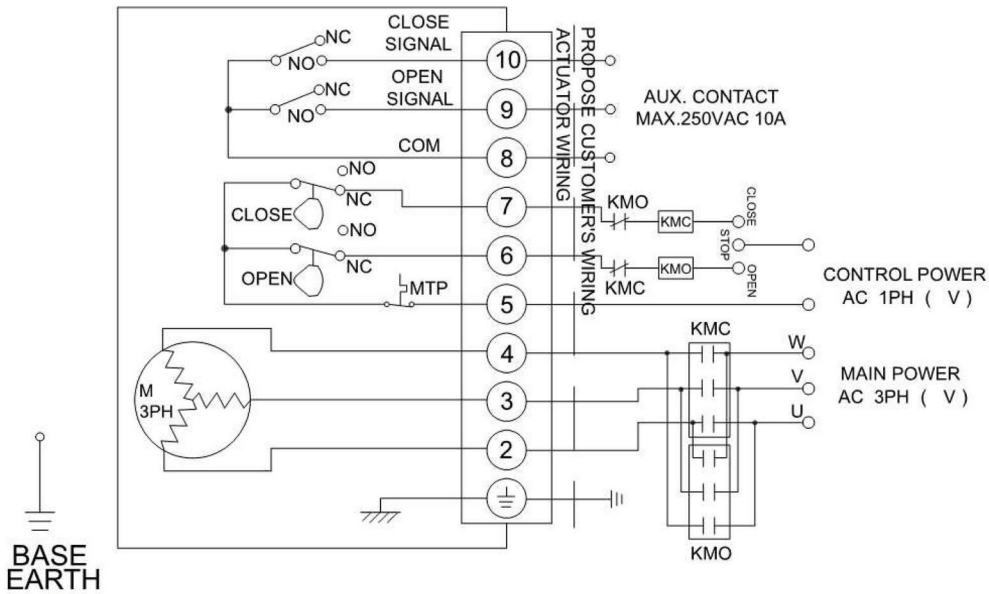 CLOSE
SIGNAL
NC
NO
10
OPEN
SIGNAL
NC
NO
9
AUX. CONTACT
MAX.250VAC 10A
COM
8
PROPOSE CUSTOMER'S WIRING
ACTUATOR WIRING
NO
NC
CLOSE
7
KMO
KMC
CLOSE
STOP
NO
NC
OPEN
6
KMC
KMO
OPEN
CONTROL POWER
AC 1PH ( V )
MTP
5
KMC
4
W
M
3PH
3
V
MAIN POWER
AC 3PH ( V )
U
2
KMO
BASE
EARTH